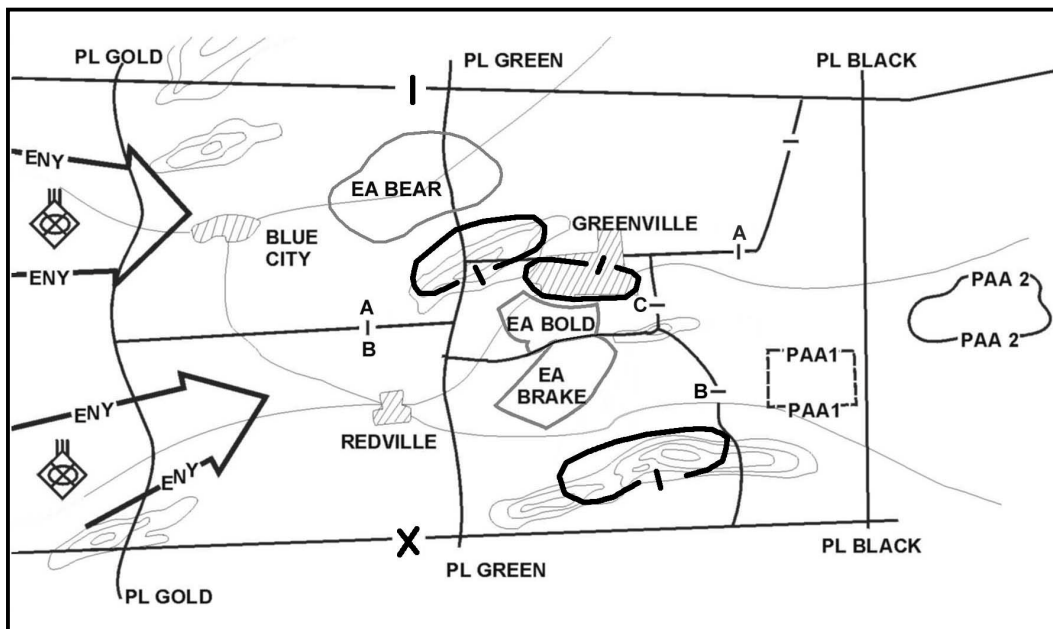 PL GOLD
PL GREEN
PL BLACK
I
ENY
EA BEAR
GREENVILLE
A
I
BLUE
CITY
I
I
ENY
PAA 2
C
I
A
I
B
EA BOLD
PAA 2
PAA1
EA
BRAKE
ENY
B
I
PAA1
REDVILLE
ENY
I
X
PL BLACK
PL GREEN
PL GOLD